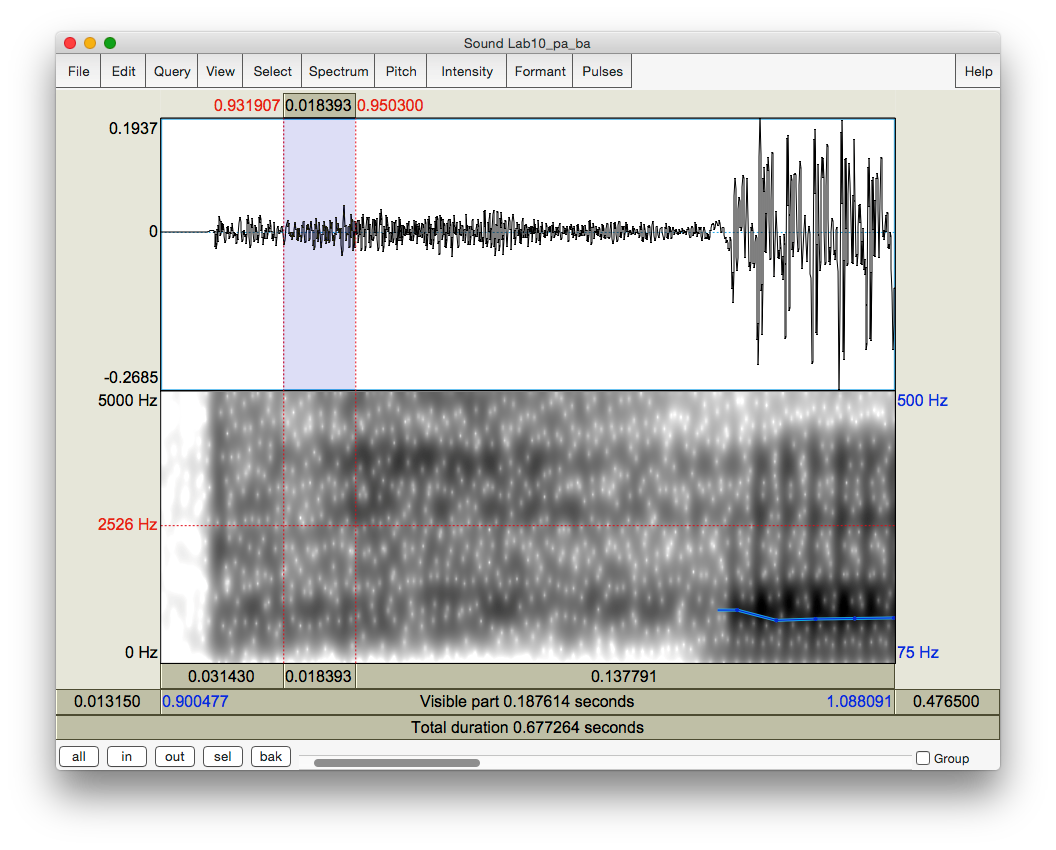 Sound Lab10_pa_ba
File Edit Query View Select Spectrum Pitch Intensity Formant Pulses Help
0.931907 0.018393 0.950300
0.1937
0
-0.2685
5000 Hz 500 Hz
2526 Hz
0 Hz 75 Hz
0.031430 0.018393 0.137791
0.013150 0.900477 Visible part 0.187614 seconds 1.088091 0.476500
Total duration 0.677264 seconds
all in out sel bak Group